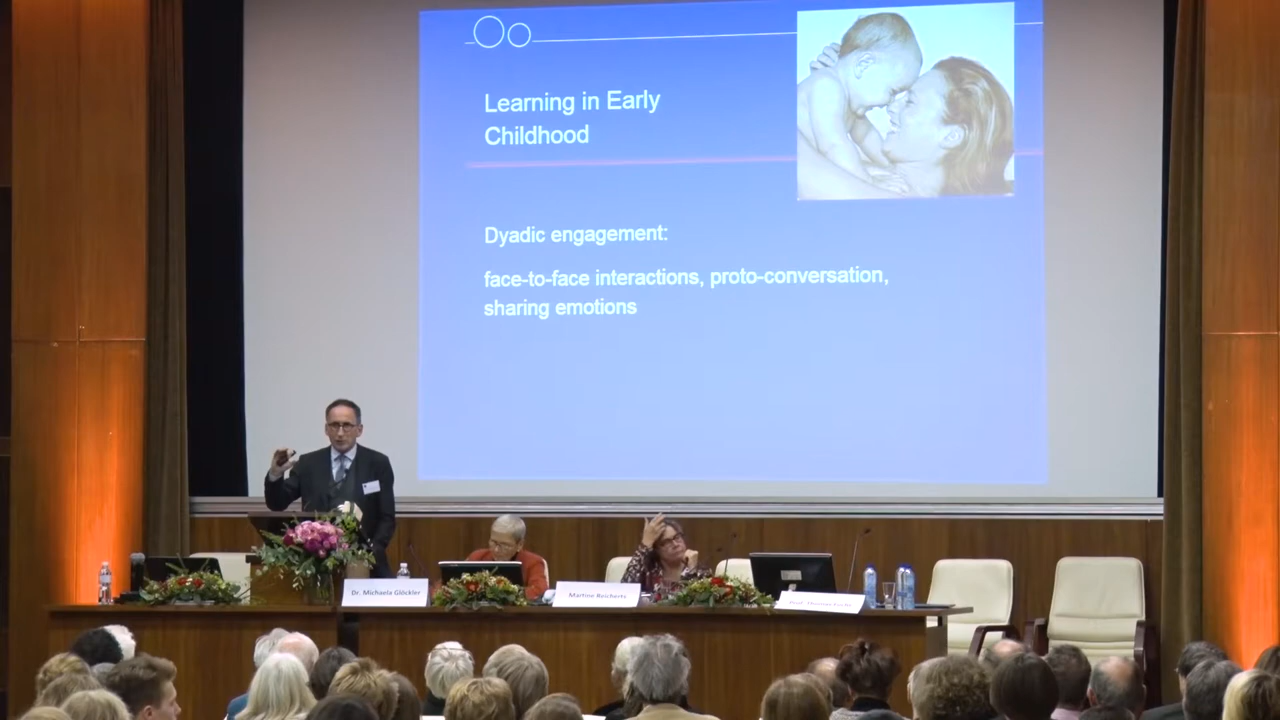 Learning in Early
Childhood
Dyadic engagement:
face-to-face interactions, proto-conversation,
sharing emotions
Dr. Michaela Glöckler
Martine Reicherts